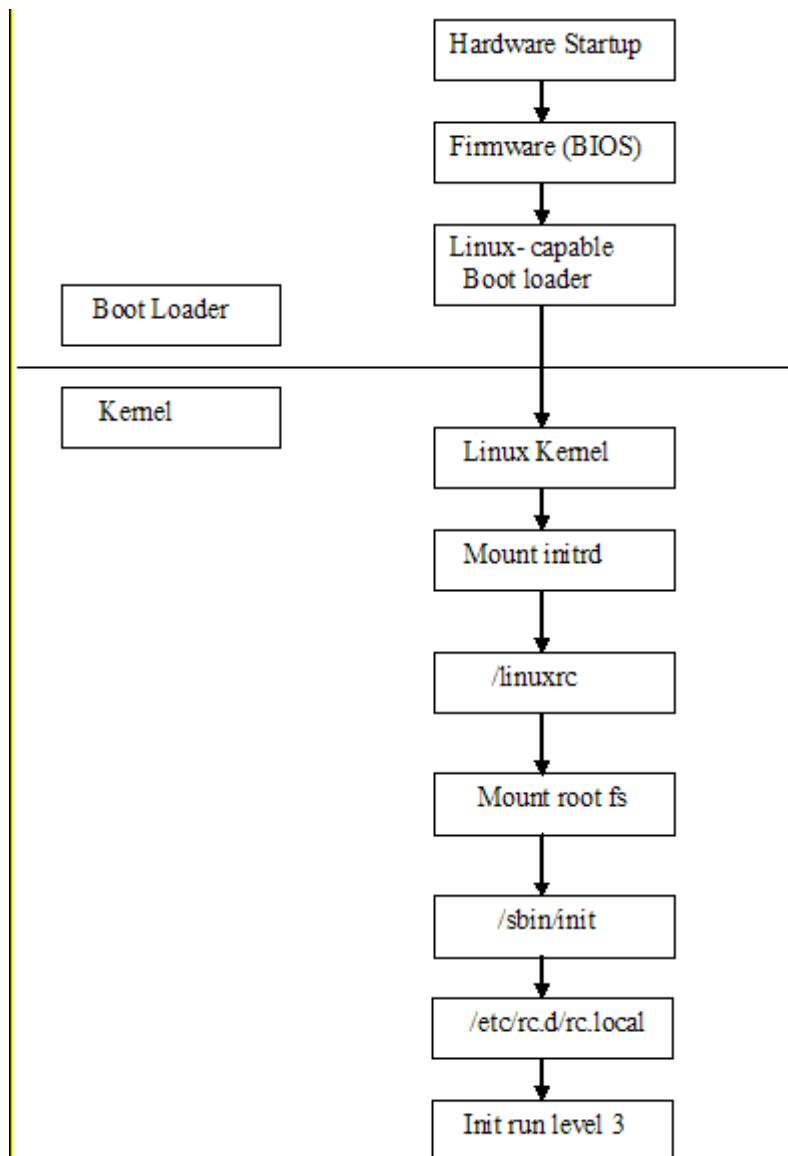 Hardware Startup
Firmware (BIOS)
Linux- capable
Boot loader
Boot Loader
Kernel
Linux Kernel
Mount initrd
/linuxrc
Mount root fs
/sbin/init
/etc/rc.d/rc.local
Init run level 3